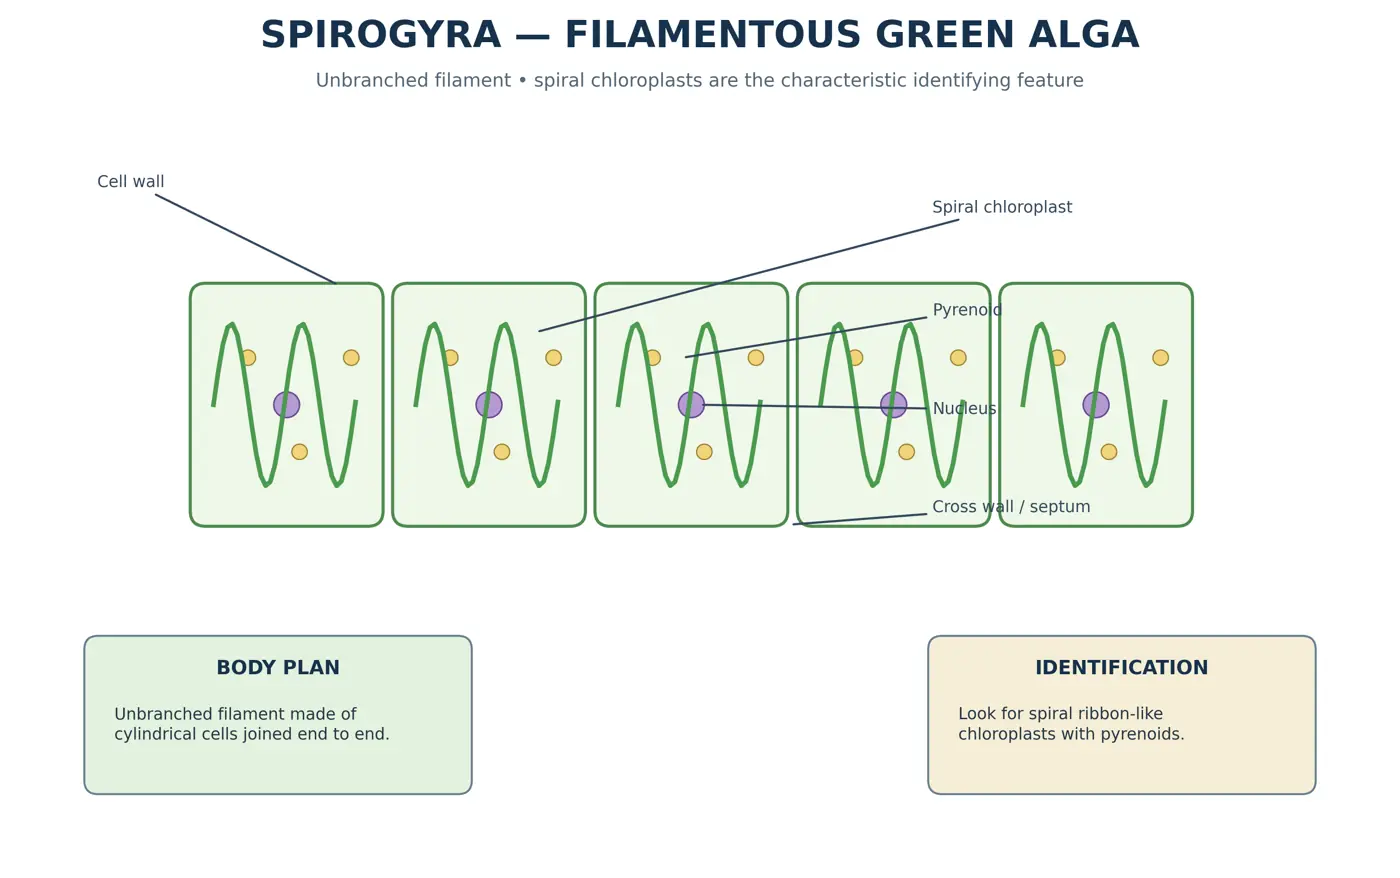 SPIROGYRA — FILAMENTOUS GREEN ALGA
Unbranched filament • spiral chloroplasts are the characteristic identifying feature
Cell wall
Spiral chloroplast
Pyrenoid
Nucleus
Cross wall / septum
BODY PLAN
Unbranched filament made of
cylindrical cells joined end to end.
IDENTIFICATION
Look for spiral ribbon-like
chloroplasts with pyrenoids.